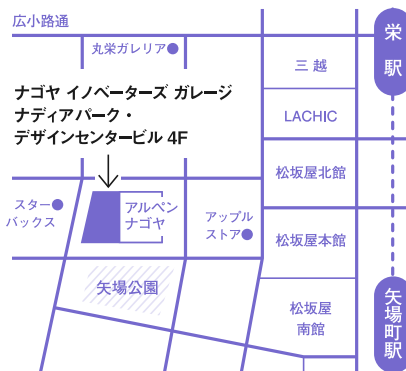 広小路通
丸栄ガレリア
栄駅
三越
ナゴヤ イノベーターズ ガレージ
ナディアパーク・
デザインセンタービル 4F
LACHIC
松坂屋北館
スター
バックス
アルペン
ナゴヤ
アップル
ストア
松坂屋本館
矢場公園
松坂屋
南館
矢場町駅